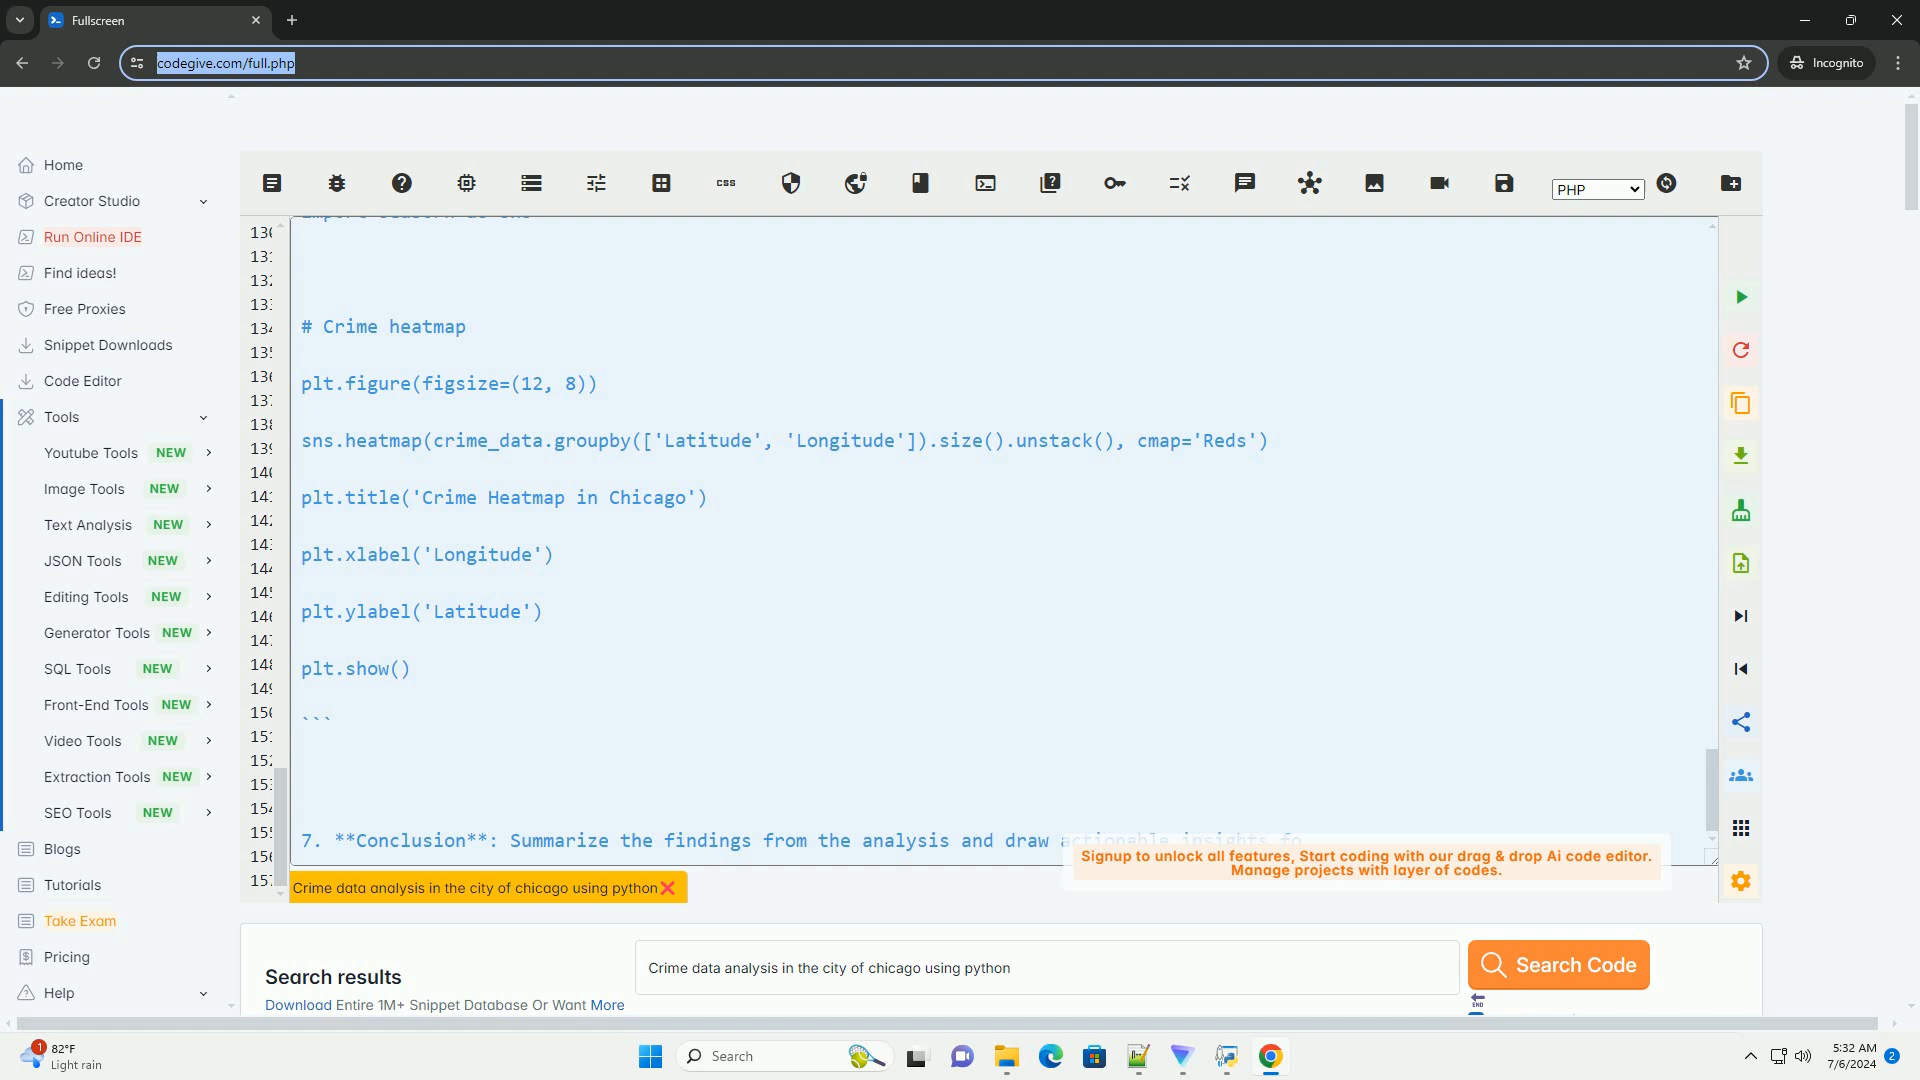 Fullscreen
codegive.com/full.php
Incognito
Home
Creator Studio
Run Online IDE
Find ideas!
Free Proxies
Snippet Downloads
Code Editor
Tools
Youtube Tools NEW
Image Tools NEW
Text Analysis NEW
JSON Tools NEW
Editing Tools NEW
Generator Tools NEW
SQL Tools NEW
Front-End Tools NEW
Video Tools NEW
Extraction Tools NEW
SEO Tools NEW
Blogs
Tutorials
Take Exam
Pricing
Help
css
PHP
# Crime heatmap
plt.figure(figsize=(12, 8))
sns.heatmap(crime_data.groupby(['Latitude', 'Longitude']).size().unstack(), cmap='Reds')
plt.title('Crime Heatmap in Chicago')
plt.xlabel('Longitude')
plt.ylabel('Latitude')
plt.show()
```
7. **Conclusion**: Summarize the findings from the analysis and draw actionable insights fo
Signup to unlock all features, Start coding with our drag & drop Ai code editor.
Manage projects with layer of codes.
Crime data analysis in the city of chicago using python
Search results
Download Entire 1M+ Snippet Database Or Want More
Crime data analysis in the city of chicago using python
Search Code
END
1
82°F
Light rain
Search
5:32 AM
7/6/2024
2